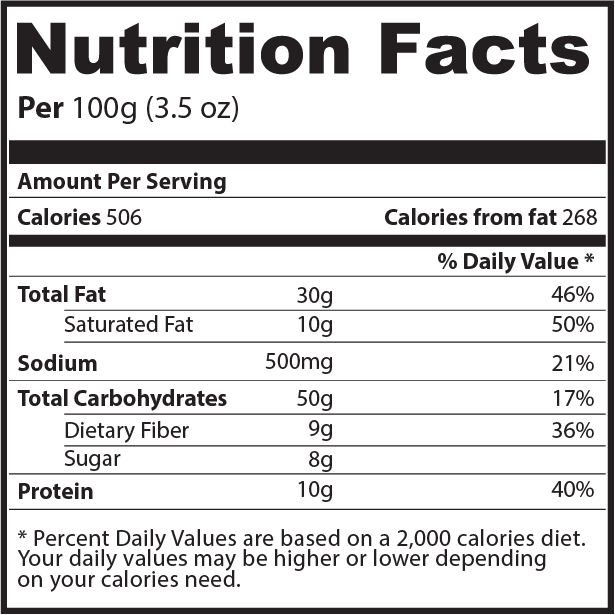 Nutrition Facts
Per 100g (3.5 oz)
Amount Per Serving
Calories 506 Calories from fat 268
% Daily Value *
Total Fat 30g 46%
Saturated Fat 10g 50%
Sodium 500mg 21%
Total Carbohydrates 50g 17%
Dietary Fiber 9g 36%
Sugar 8g
Protein 10g 40%
* Percent Daily Values are based on a 2,000 calories diet.
Your daily values may be higher or lower depending
on your calories need.